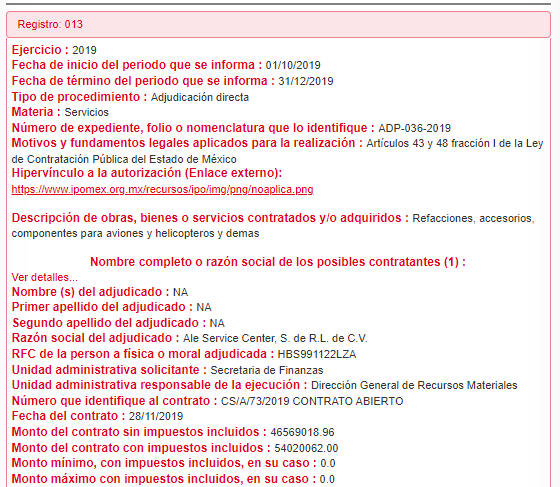 Registro: 013
Ejercicio : 2019
Fecha de inicio del periodo que se informa : 01/10/2019
Fecha de término del periodo que se informa : 31/12/2019
Tipo de procedimiento : Adjudicación directa
Materia : Servicios
Número de expediente, folio o nomenclatura que lo identifique : ADP-036-2019
Motivos y fundamentos legales aplicados para la realización : Artículos 43 y 48 fracción I de la Ley
de Contratación Pública del Estado de México
Hipervínculo a la autorización (Enlace externo):
https://www.ipomex.org.mx/recursos/ipo/img/png/noaplica.png
Descripción de obras, bienes o servicios contratados y/o adquiridos : Refacciones, accesorios,
componentes para aviones y helicopteros y demas
Nombre completo o razón social de los posibles contratantes (1) :
Ver detalles...
Nombre (s) del adjudicado : NA
Primer apellido del adjudicado : NA
Segundo apellido del adjudicado : NA
Razón social del adjudicado : Ale Service Center, S. de R.L. de C.V.
RFC de la person a física o moral adjudicada : HBS991122LZA
Unidad administrativa solicitante : Secretaria de Finanzas
Unidad administrativa responsable de la ejecución : Dirección General de Recursos Materiales
Número que identifique al contrato : CS/A/73/2019 CONTRATO ABIERTO
Fecha del contrato : 28/11/2019
Monto del contrato sin impuestos incluidos : 46569018.96
Monto del contrato con impuestos incluidos : 54020062.00
Monto mínimo, con impuestos incluidos, en su caso : 0.0
Monto máximo con impuestos incluidos, en su caso : 0.0